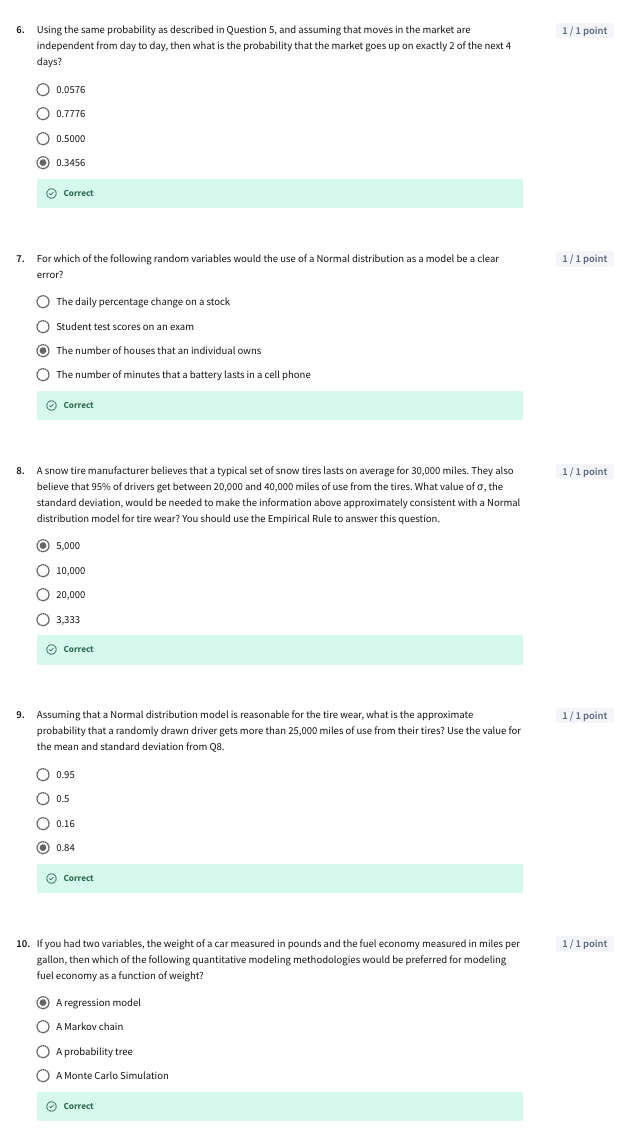 6. Using the same probability as described in Question 5, and assuming that moves in the market are
1 / 1 point
independent from day to day, then what is the probability that the market goes up on exactly 2 of the next 4
days?
0.0576
0.7776
0.5000
0.3456
Correct
7. For which of the following random variables would the use of a Normal distribution as a model be a clear
1 / 1 point
error?
The daily percentage change on a stock
Student test scores on an exam
The number of houses that an individual owns
The number of minutes that a battery lasts in a cell phone
Correct
8. A snow tire manufacturer believes that a typical set of snow tires lasts on average for 30,000 miles. They also
1 / 1 point
believe that 95% of drivers get between 20,000 and 40,000 miles of use from the tires. What value of σ, the
standard deviation, would be needed to make the information above approximately consistent with a Normal
distribution model for tire wear? You should use the Empirical Rule to answer this question.
5,000
10,000
20,000
3,333
Correct
9. Assuming that a Normal distribution model is reasonable for the tire wear, what is the approximate
1 / 1 point
probability that a randomly drawn driver gets more than 25,000 miles of use from their tires? Use the value for
the mean and standard deviation from Q8.
0.95
0.5
0.16
0.84
Correct
10. If you had two variables, the weight of a car measured in pounds and the fuel economy measured in miles per
1 / 1 point
gallon, then which of the following quantitative modeling methodologies would be preferred for modeling
fuel economy as a function of weight?
A regression model
A Markov chain
A probability tree
A Monte Carlo Simulation
Correct